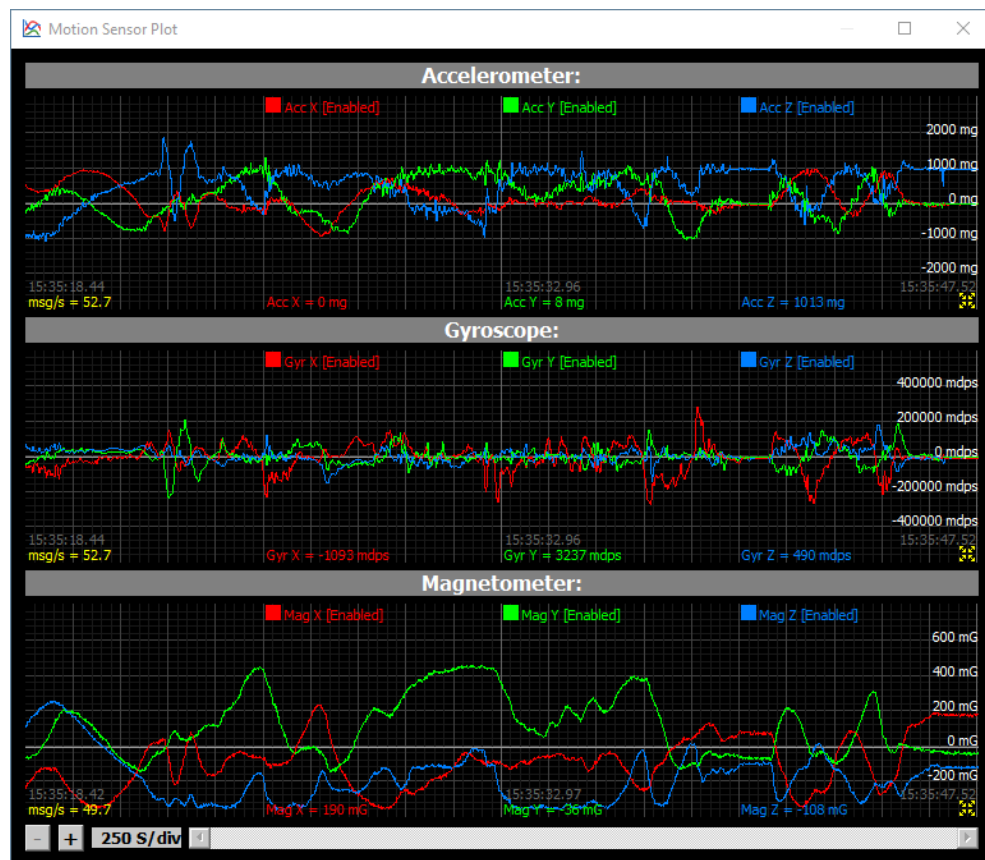 Motion Sensor Plot
Accelerometer:
Acc X [Enabled] Acc Y [Enabled] Acc Z [Enabled]
2000 mg
1000 mg
0 mg
-1000 mg
-2000 mg
15:35:18.44 15:35:32.96 15:35:47.52
msg/s = 52.7 Acc X = 0 mg Acc Y = 8 mg Acc Z = 1013 mg
Gyroscope:
Gyr X [Enabled] Gyr Y [Enabled] Gyr Z [Enabled]
400000 mdps
200000 mdps
0 mdps
-200000 mdps
-400000 mdps
15:35:18.44 15:35:32.96 15:35:47.52
msg/s = 52.7 Gyr X = -1093 mdps Gyr Y = 3237 mdps Gyr Z = 490 mdps
Magnetometer:
Mag X [Enabled] Mag Y [Enabled] Mag Z [Enabled]
600 mG
400 mG
200 mG
0 mG
-200 mG
15:35:18.42 15:35:32.97 15:35:47.52
msg/s = 49.7 Mag X = 190 mG Mag Y = -36 mG Mag Z = -108 mG
- + 250 S/div